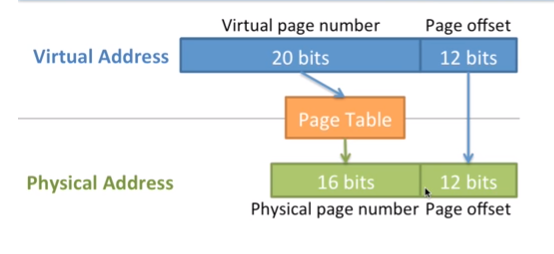 Virtual page number Page offset
Virtual Address 20 bits 12 bits
Page Table
Physical Address 16 bits 12 bits
Physical page number Page offset